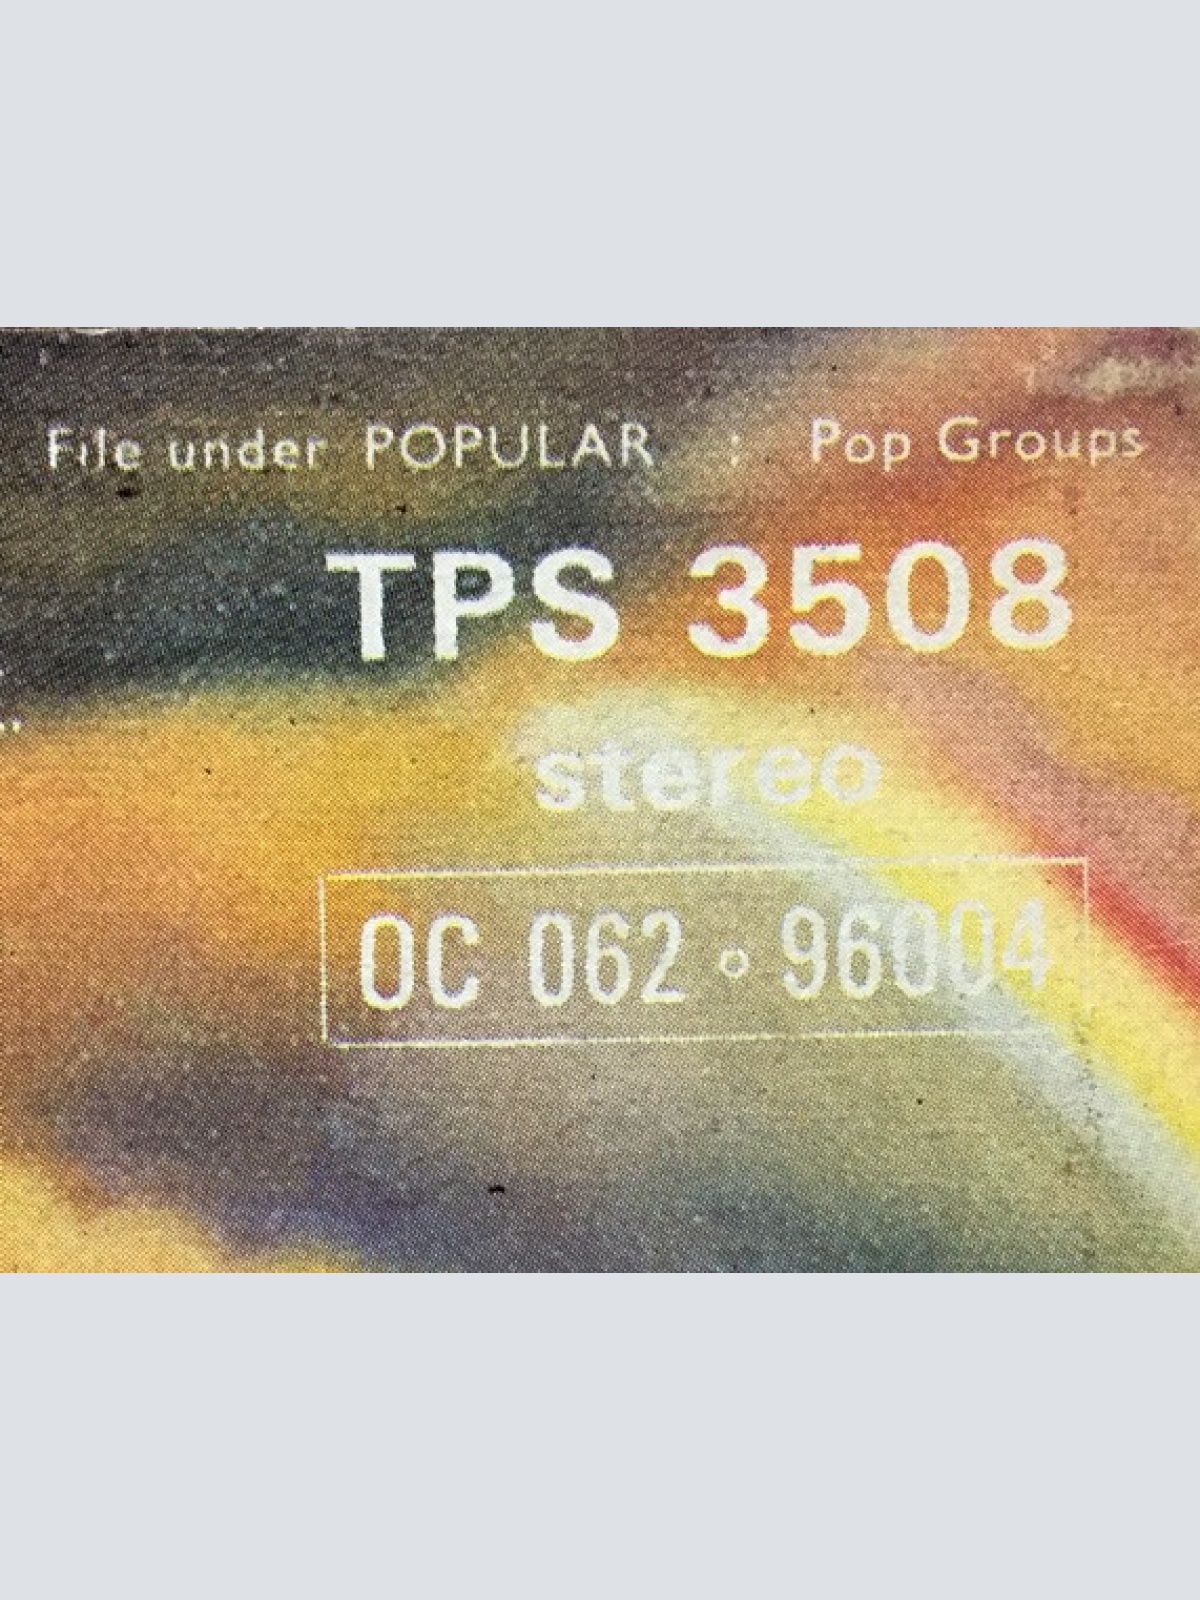 File under POPULAR : Pop Groups
TPS 3508
stereo
OC 062 · 96004